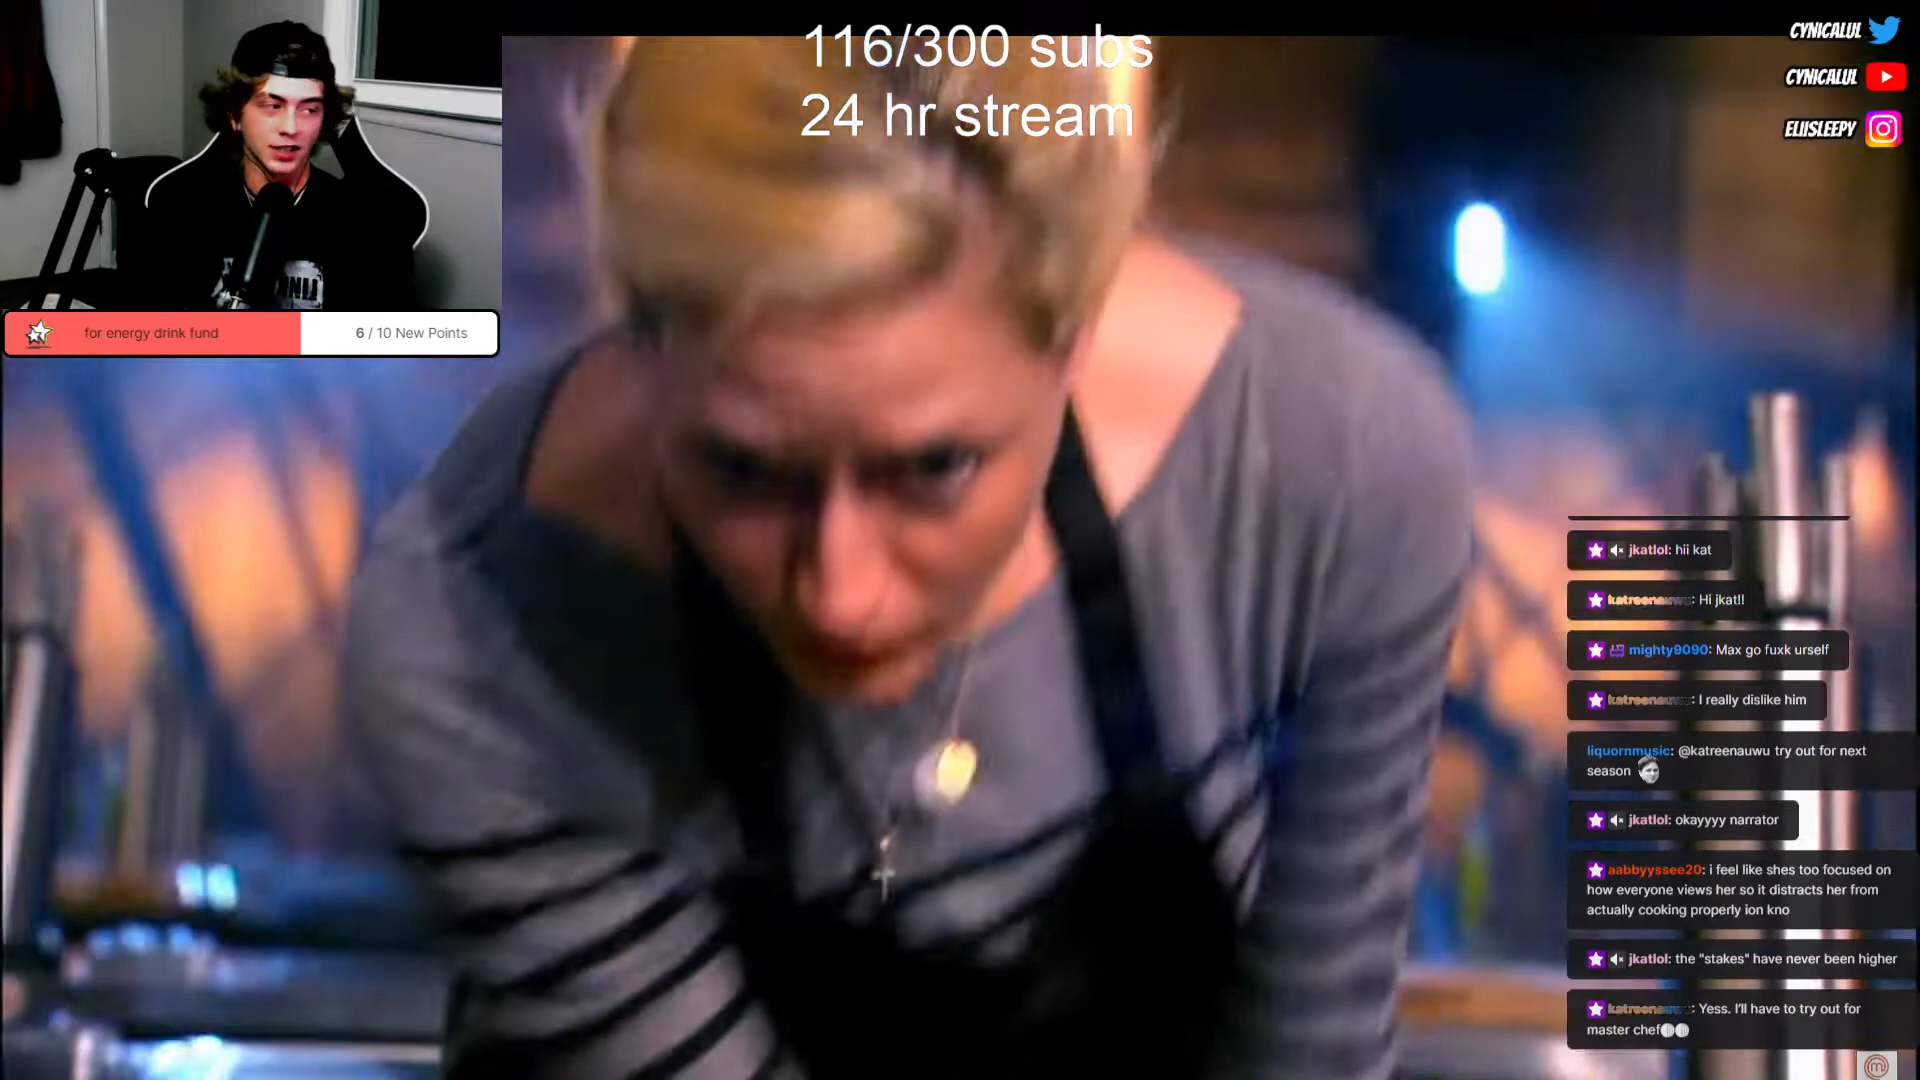 116/300 subs
24 hr stream
CYNICALUL
CYNICALUL
ELIISLEEPY
for energy drink fund
6 / 10 New Points
jkatlol: hii kat
: Hi jkat!!
mighty9090: Max go fuxk urself
: I really dislike him
liquornmusic: @katreenauwu try out for next
season
jkatlol: okayyyy narrator
aabbyyssee20: i feel like shes too focused on
how everyone views her so it distracts her from
actually cooking properly ion kno
jkatlol: the "stakes" have never been higher
: Yess. I'll have to try out for
master chef